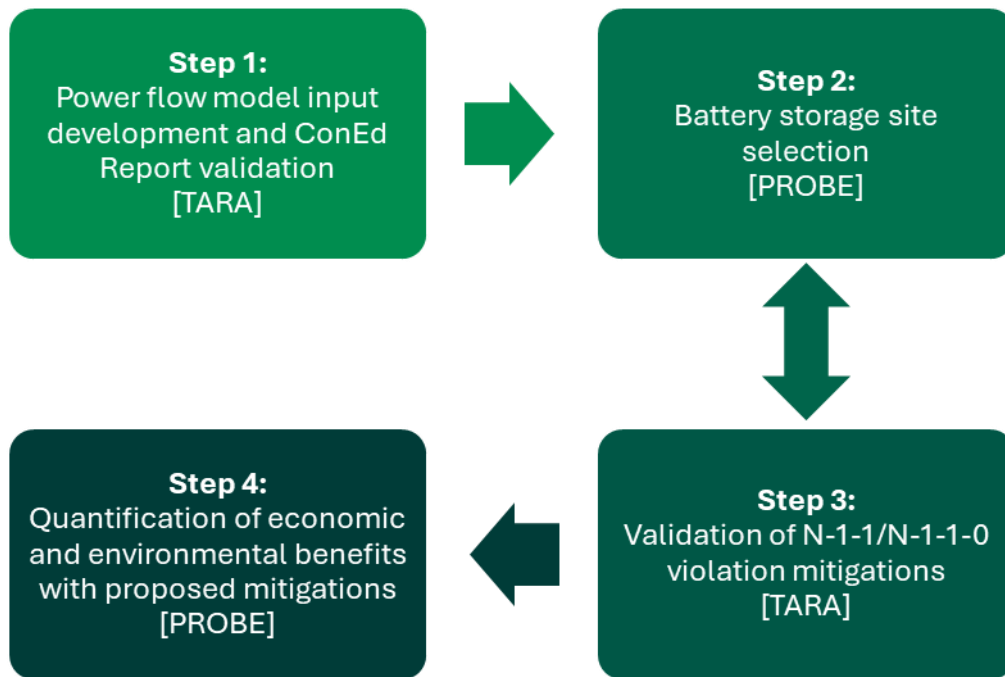 Step 1:
Power flow model input
development and ConEd
Report validation
[TARA]
Step 2:
Battery storage site
selection
[PROBE]
Step 3:
Validation of N-1-1/N-1-1-0
violation mitigations
[TARA]
Step 4:
Quantification of economic
and environmental benefits
with proposed mitigations
[PROBE]